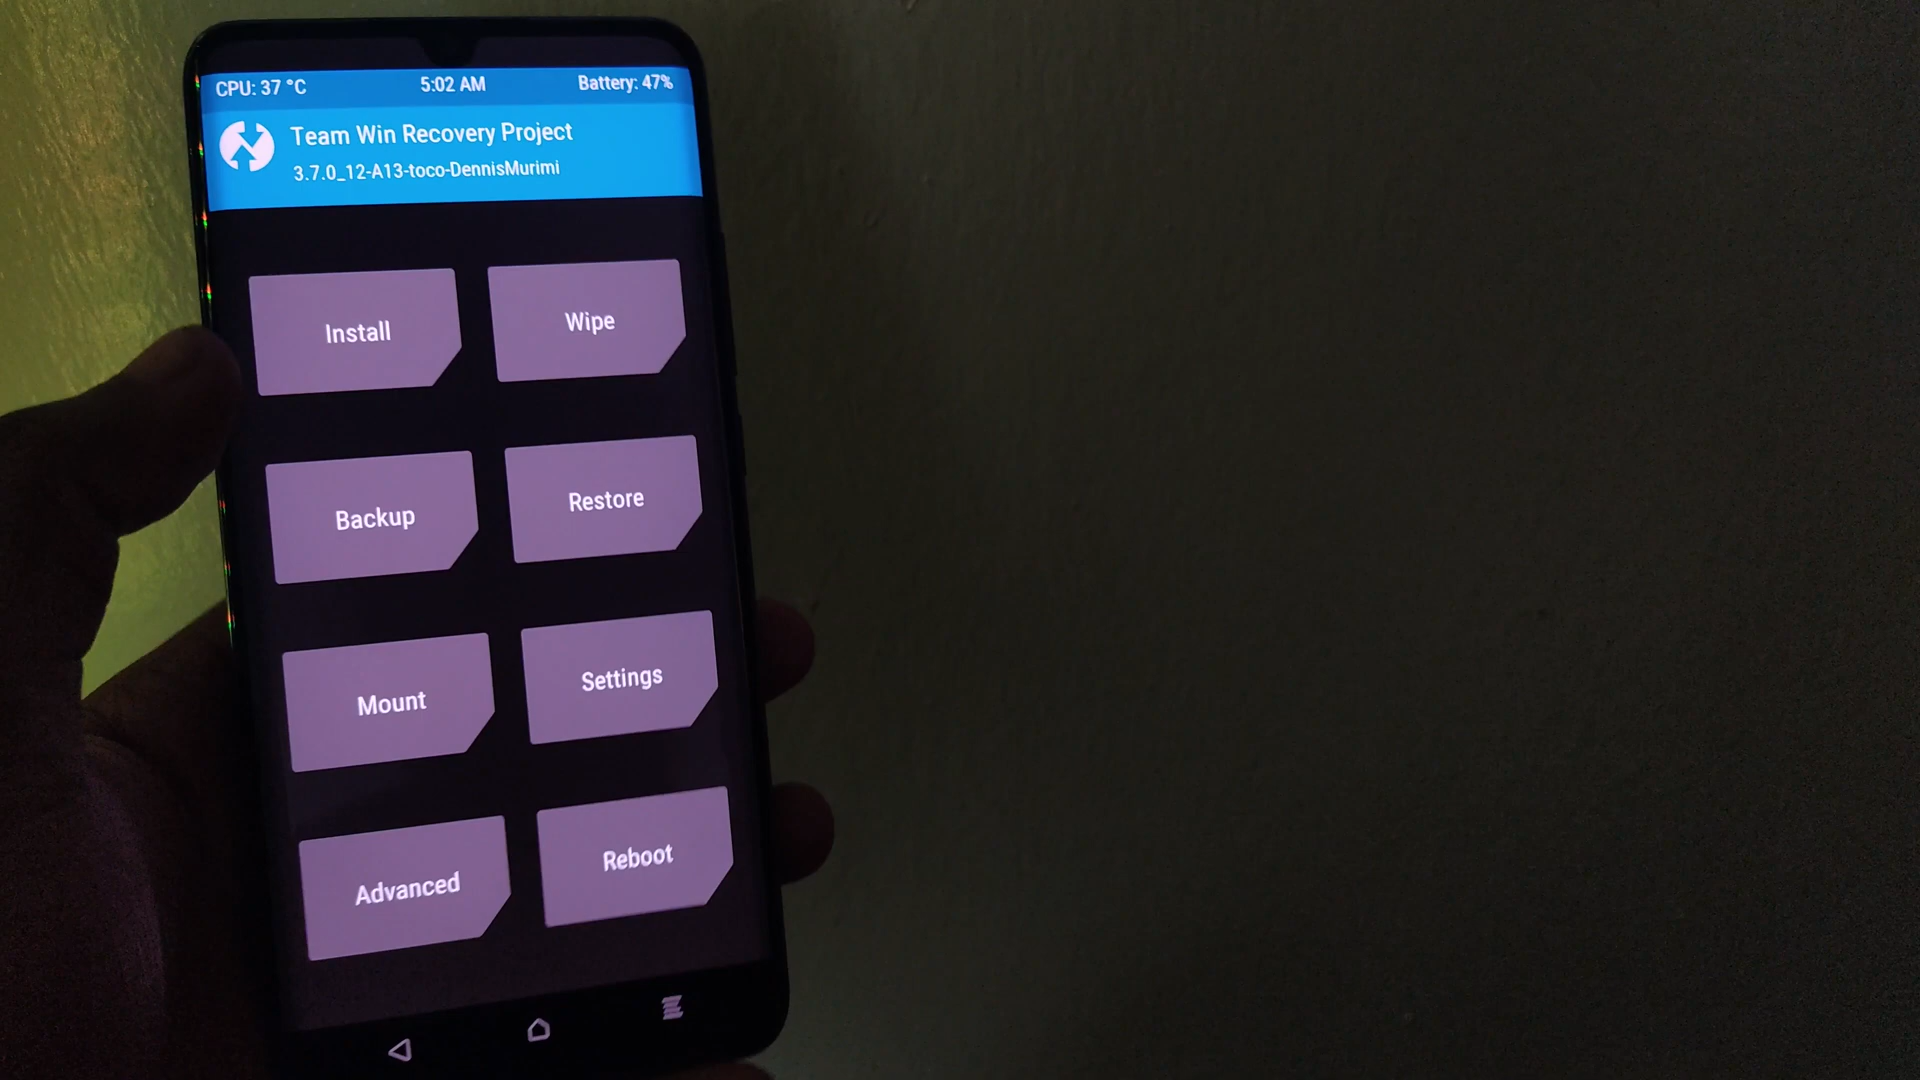 CPU: 37 °C 5:02 AM Battery: 47%
Team Win Recovery Project
3.7.0_12-A13-toco-DennisMurimi
Install Wipe
Backup Restore
Mount Settings
Advanced Reboot